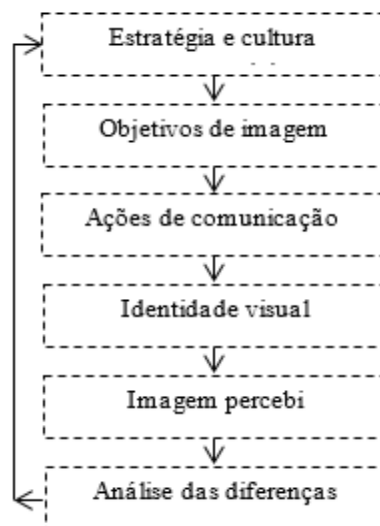 Estratégia e cultura
Objetivos de imagem
Ações de comunicação
Identidade visual
Imagem percebi
Análise das diferenças